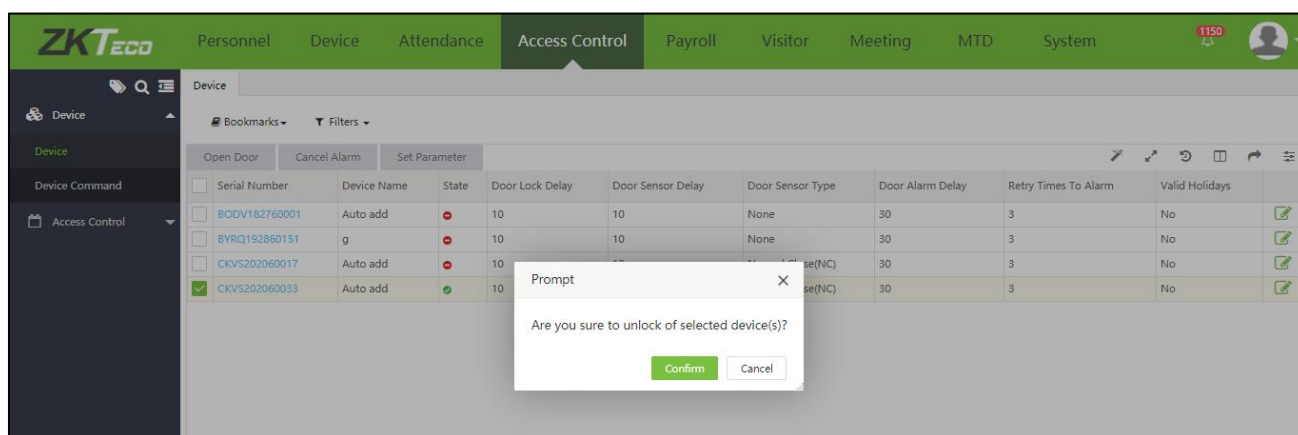 ZKTeco Personnel Device Attendance Access Control Payroll Visitor Meeting MTD System 1150
Device
Device
Bookmarks Filters
Device
Open Door Cancel Alarm Set Parameter
Device Command
Serial Number Device Name State Door Lock Delay Door Sensor Delay Door Sensor Type Door Alarm Delay Retry Times To Alarm Valid Holidays
Access Control
BODV182760001 Auto add 10 10 None 30 3 No
BYRQ192860151 g 10 10 None 30 3 No
CKVS202060017 Auto add 10 se(NC) 30 3 No
CKVS202060033 Auto add 10 se(NC) 30 3 No
Prompt
Are you sure to unlock of selected device(s)?
Confirm Cancel